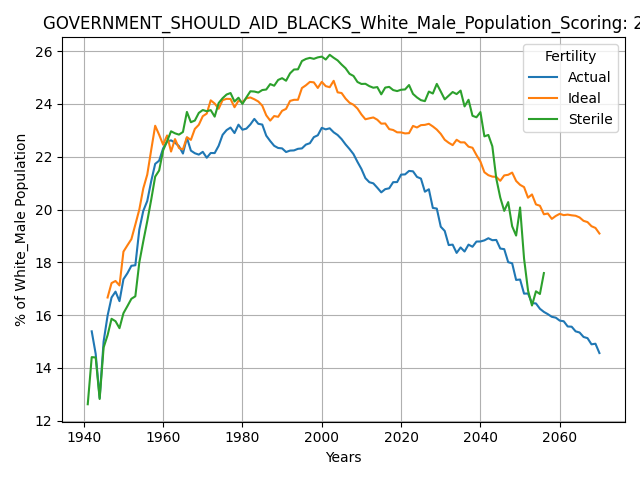 GOVERNMENT_SHOULD_AID_BLACKS_White_Male_Population_Scoring: 2
Fertility
Actual
Ideal
Sterile
% of White_Male Population
26
24
22
20
18
16
14
12
1940 1960 1980 2000 2020 2040 2060
Years